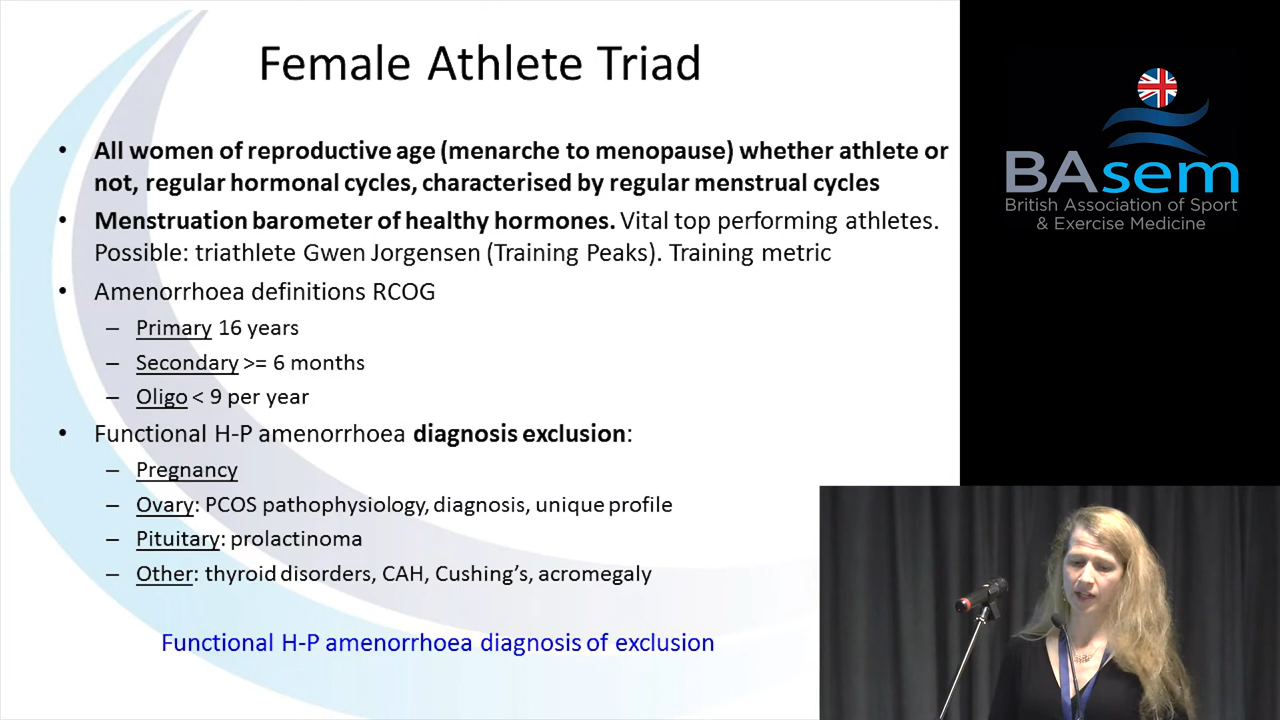 Female Athlete Triad
• All women of reproductive age (menarche to menopause) whether athlete or
not, regular hormonal cycles, characterised by regular menstrual cycles
• Menstruation barometer of healthy hormones. Vital top performing athletes.
Possible: triathlete Gwen Jorgensen (Training Peaks). Training metric
• Amenorrhoea definitions RCOG
– Primary 16 years
– Secondary >= 6 months
– Oligo < 9 per year
• Functional H-P amenorrhoea diagnosis exclusion:
– Pregnancy
– Ovary: PCOS pathophysiology, diagnosis, unique profile
– Pituitary: prolactinoma
– Other: thyroid disorders, CAH, Cushing's, acromegaly
Functional H-P amenorrhoea diagnosis of exclusion
BAsem
British Association of Sport
& Exercise Medicine